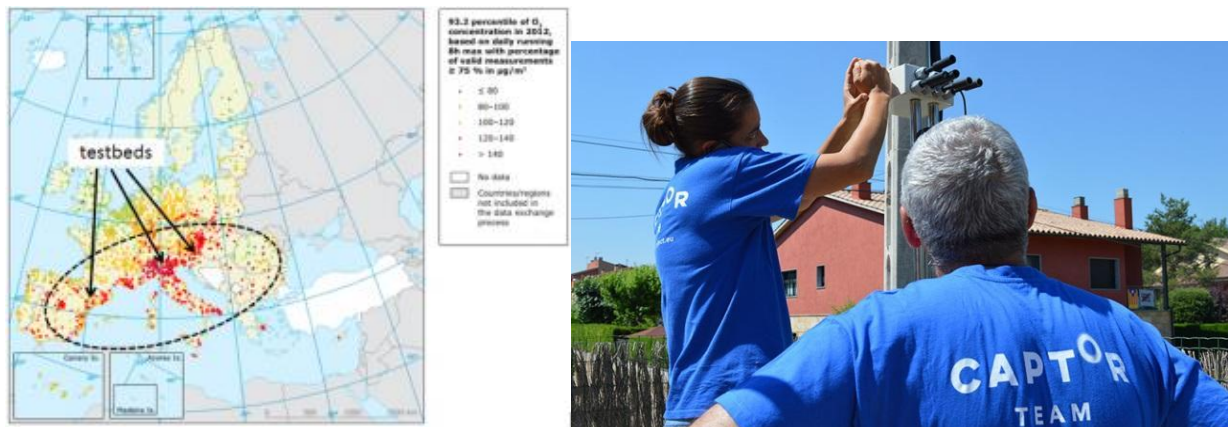 testbeds
93.2 percentile of O₃
concentration in 2012,
based on daily running
8h max with percentage
of valid measurements
≥ 75 % in µg/m³
≤ 80
80–100
100–120
120–140
> 140
No data
Countries/regions
not included in
the data exchange
process
Canary Is.
Azores Is.
Madeira Is.
CAPTOR
TEAM